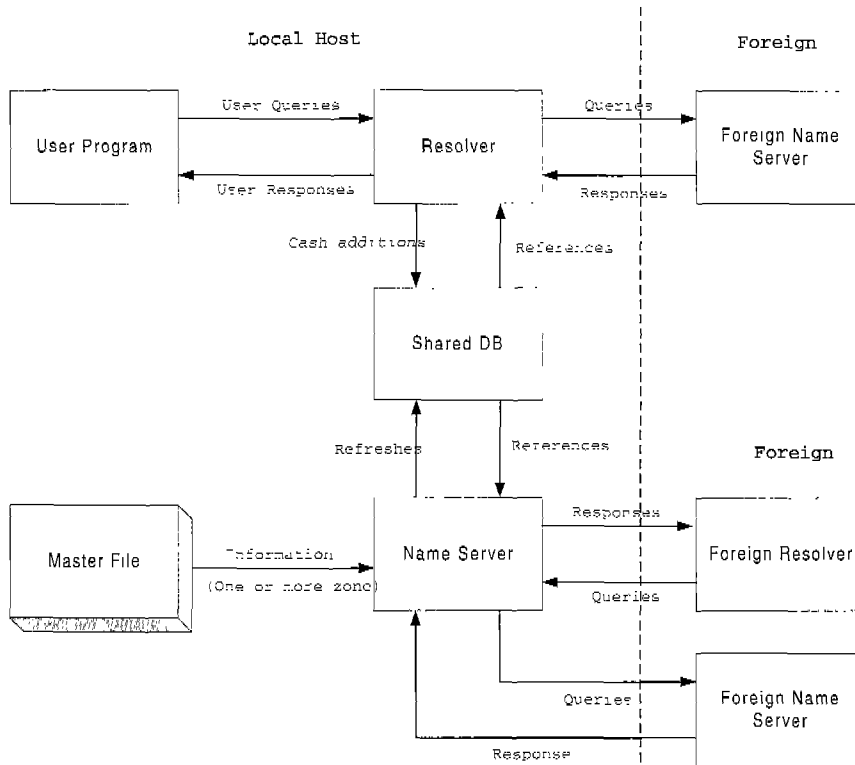 Local Host
Foreign
User Queries
Queries
User Program
Resolver
Foreign Name
Server
User Responses
Responses
Cash additions
References
Shared DB
Refreshes
References
Foreign
Responses
Master File
Information
(One or more zone)
Name Server
Foreign Resolver
Queries
Queries
Foreign Name
Server
Response